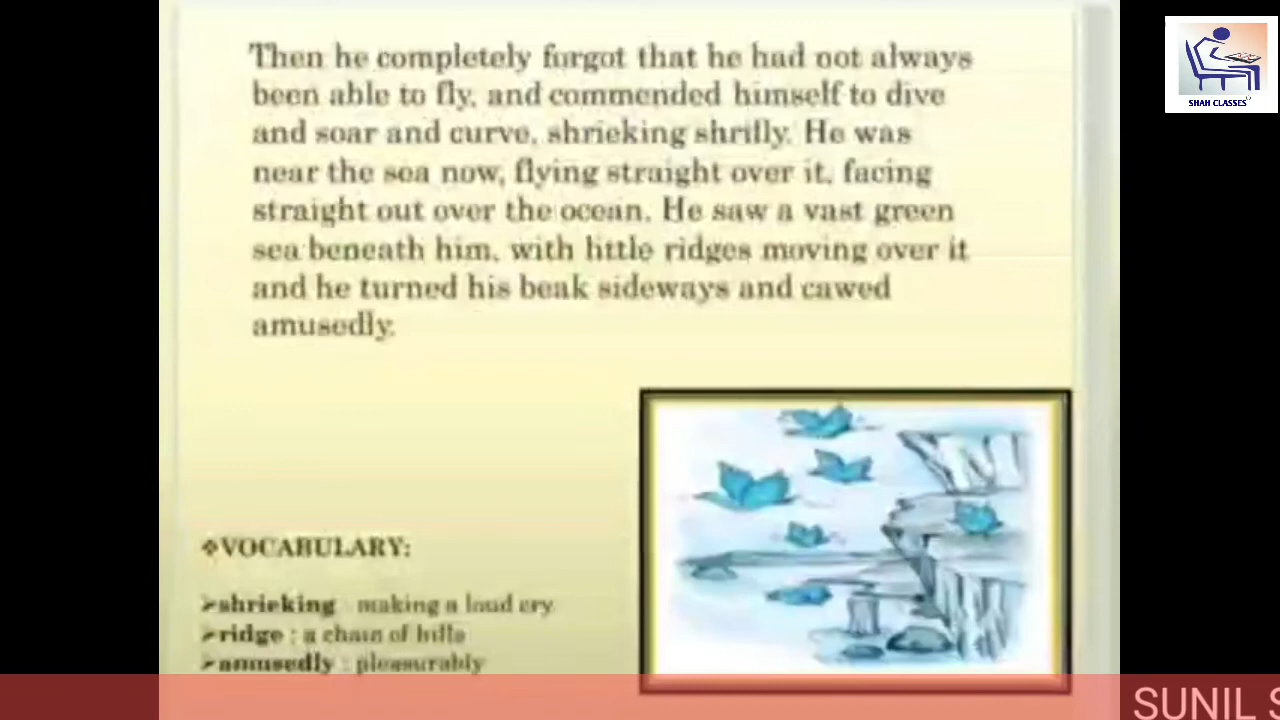 Then he completely forgot that he had not always
been able to fly, and commended himself to dive
and soar and curve, shrieking shrilly. He was
near the sea now, flying straight over it, facing
straight out over the ocean. He saw a vast green
sea beneath him, with little ridges moving over it
and he turned his beak sideways and cawed
amusedly.
❖VOCABULARY:
➢shrieking : making a loud cry
➢ridge : a chain of hills
➢amusedly : pleasurably
SHAH CLASSES
SUNIL S